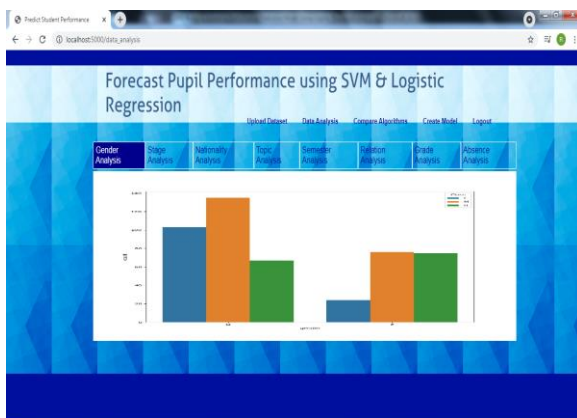 Predict Student Performance
localhost:5000/data_analysis
Forecast Pupil Performance using SVM & Logistic
Regression
Upload Dataset Data Analysis Compare Algorithms Create Model Logout
Gender Stage Nationality Topic Semester Relation Grade Absence
Analysis Analysis Analysis Analysis Analysis Analysis Analysis Analysis